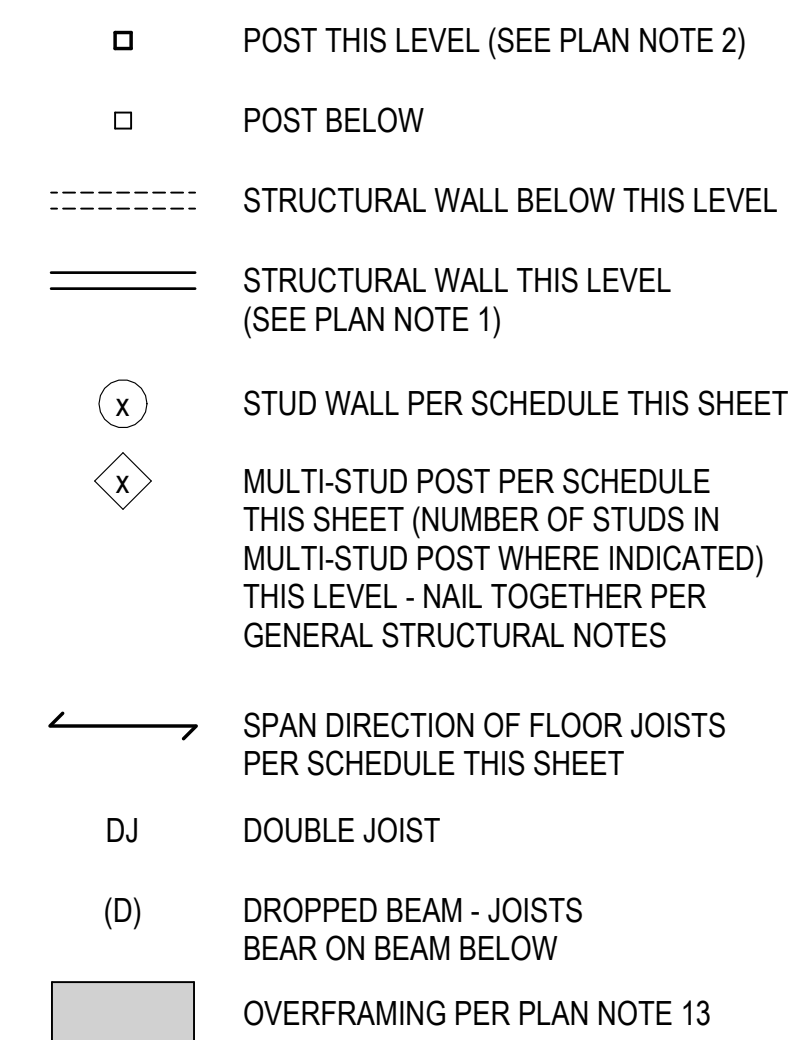 POST THIS LEVEL (SEE PLAN NOTE 2)
POST BELOW
STRUCTURAL WALL BELOW THIS LEVEL
STRUCTURAL WALL THIS LEVEL
(SEE PLAN NOTE 1)
x STUD WALL PER SCHEDULE THIS SHEET
x MULTI-STUD POST PER SCHEDULE
THIS SHEET (NUMBER OF STUDS IN
MULTI-STUD POST WHERE INDICATED)
THIS LEVEL - NAIL TOGETHER PER
GENERAL STRUCTURAL NOTES
SPAN DIRECTION OF FLOOR JOISTS
PER SCHEDULE THIS SHEET
DJ DOUBLE JOIST
(D) DROPPED BEAM - JOISTS
BEAR ON BEAM BELOW
OVERFRAMING PER PLAN NOTE 13